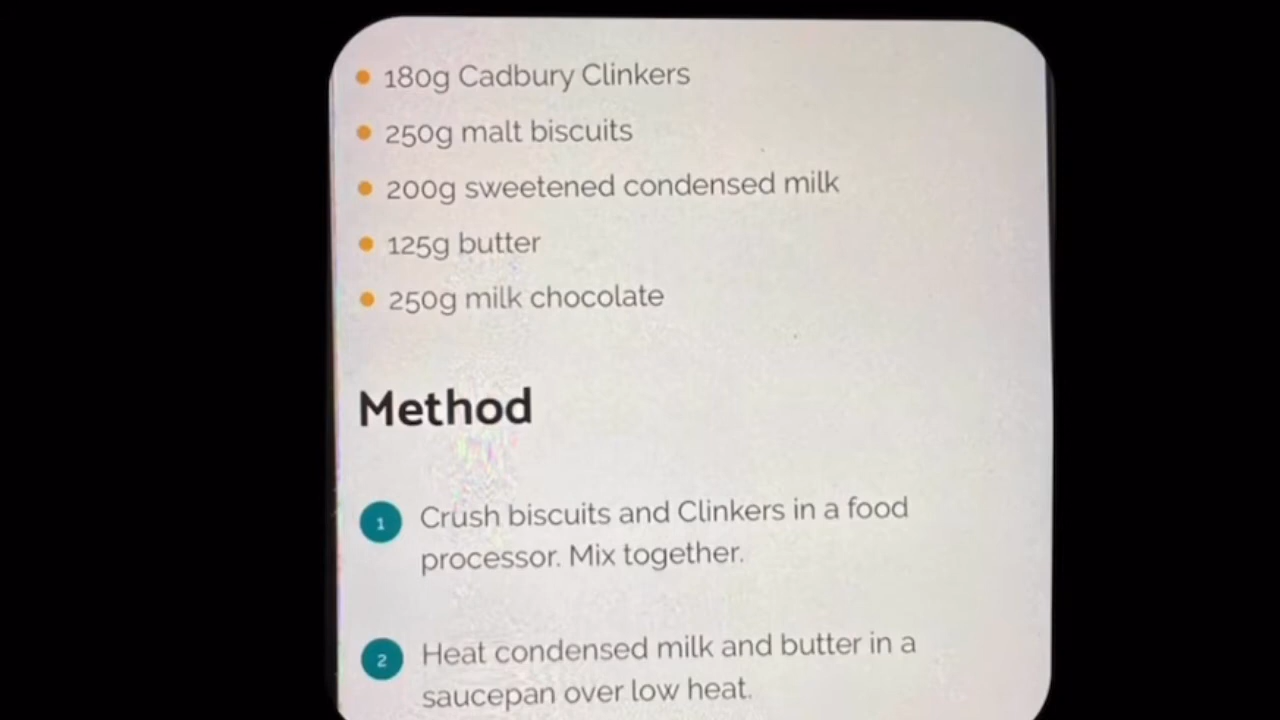 180g Cadbury Clinkers
250g malt biscuits
200g sweetened condensed milk
125g butter
250g milk chocolate
Method
1 Crush biscuits and Clinkers in a food
processor. Mix together.
2 Heat condensed milk and butter in a
saucepan over low heat.